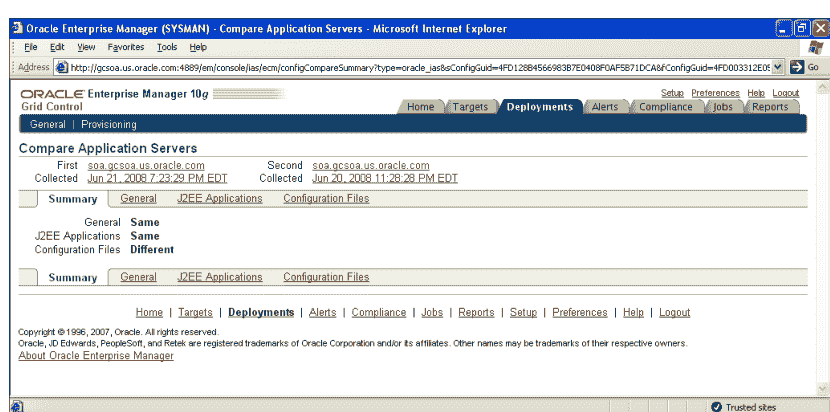 Oracle Enterprise Manager (SYSMAN) - Compare Application Servers - Microsoft Internet Explorer
File Edit View Favorites Tools Help
Address http://gcsoa.us.oracle.com:4889/em/console/ias/ecm/configCompareSummary?type=oracle_ias&sConfigGuid=4FD128B4566983B7E0408F0AF5B71DCA&fConfigGuid=4FD003312E05 Go
ORACLE Enterprise Manager 10g
Setup Preferences Help Logout
Grid Control
Home Targets Deployments Alerts Compliance Jobs Reports
General | Provisioning
Compare Application Servers
First soa.gcsoa.us.oracle.com Second soa.gcsoa.us.oracle.com
Collected Jun 21, 2008 7:23:29 PM EDT Collected Jun 20, 2008 11:28:28 PM EDT
Summary General J2EE Applications Configuration Files
General Same
J2EE Applications Same
Configuration Files Different
Summary General J2EE Applications Configuration Files
Home | Targets | Deployments | Alerts | Compliance | Jobs | Reports | Setup | Preferences | Help | Logout
Copyright © 1996, 2007, Oracle. All rights reserved.
Oracle, JD Edwards, PeopleSoft, and Retek are registered trademarks of Oracle Corporation and/or its affiliates. Other names may be trademarks of their respective owners.
About Oracle Enterprise Manager
Trusted sites